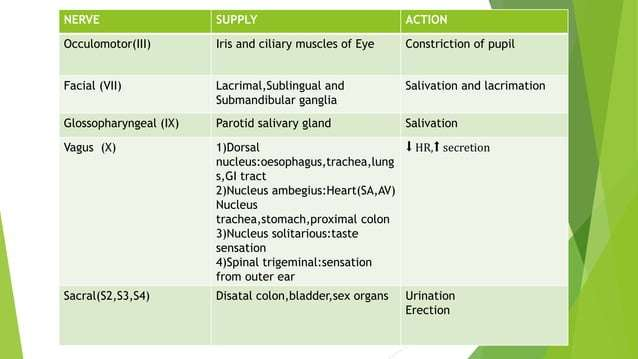 NERVE SUPPLY ACTION
Occulomotor(III) Iris and ciliary muscles of Eye Constriction of pupil
Facial (VII) Lacrimal,Sublingual and Salivation and lacrimation
Submandibular ganglia
Glossopharyngeal (IX) Parotid salivary gland Salivation
Vagus (X) 1)Dorsal ⬇ HR,⬆ secretion
nucleus:oesophagus,trachea,lung
s,GI tract
2)Nucleus ambegius:Heart(SA,AV)
Nucleus
trachea,stomach,proximal colon
3)Nucleus solitarious:taste
sensation
4)Spinal trigeminal:sensation
from outer ear
Sacral(S2,S3,S4) Disatal colon,bladder,sex organs Urination
Erection